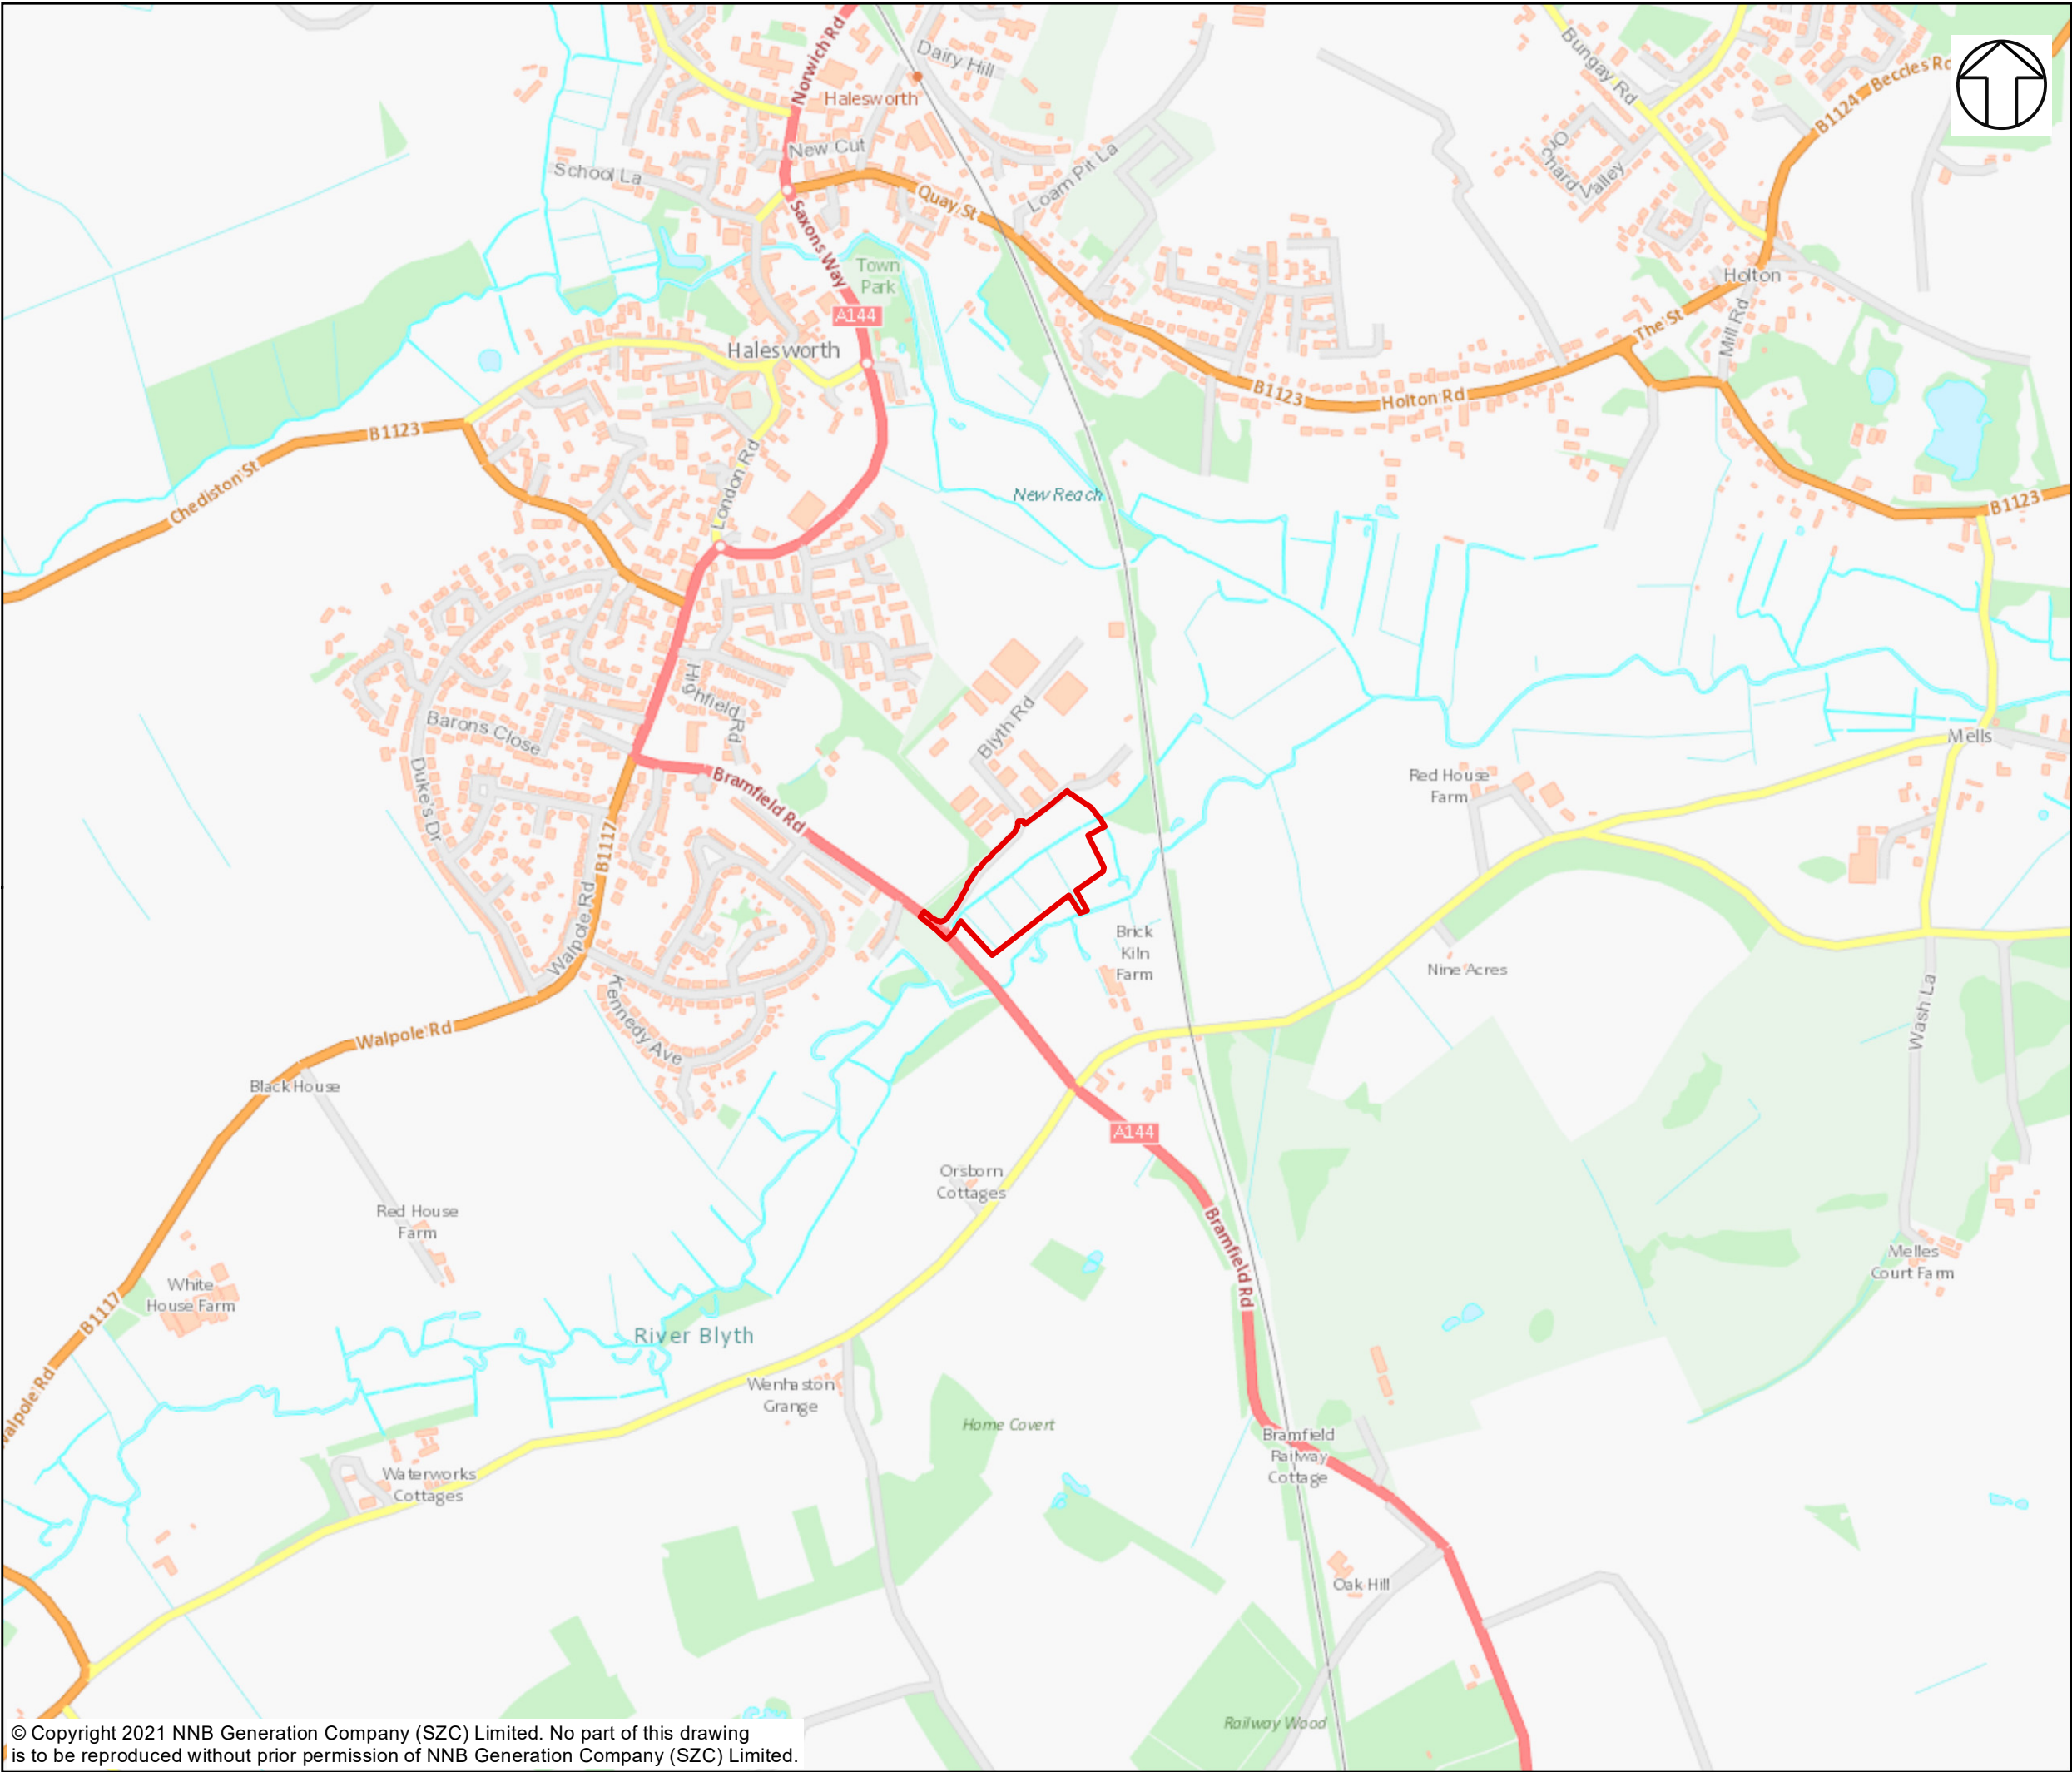 Norwich Rd
Dairy Hill
Halesworth
New Cut
School La
Loam Pit La
Quay St
Saxons Way
Town
Park
A144
Halesworth
Bungay Rd
B1124
Beccles Rd
Orchard
Valley
Holton
The St
Mill Rd
B1123
Holton Rd
B1123
B1123
Chediston St
London Rd
New Reach
Highfield
Rd
Barons Close
Duke's Dr
Bramfield Rd
Blyth Rd
B1117
Walpole Rd
Kennedy Ave
Walpole Rd
Black House
Red House
Farm
Mells
Brick
Kiln
Farm
Nine Acres
Wash La
A144
Orsborn
Cottages
Red House
Farm
White
House Farm
B1117
Walpole Rd
River Blyth
Bramfield Rd
Melles
Court Farm
Wenhaston
Grange
Home Covert
Bramfield
Railway
Cottage
Waterworks
Cottages
Oak Hill
Railway Wood
© Copyright 2021 NNB Generation Company (SZC) Limited. No part of this drawing
is to be reproduced without prior permission of NNB Generation Company (SZC) Limited.